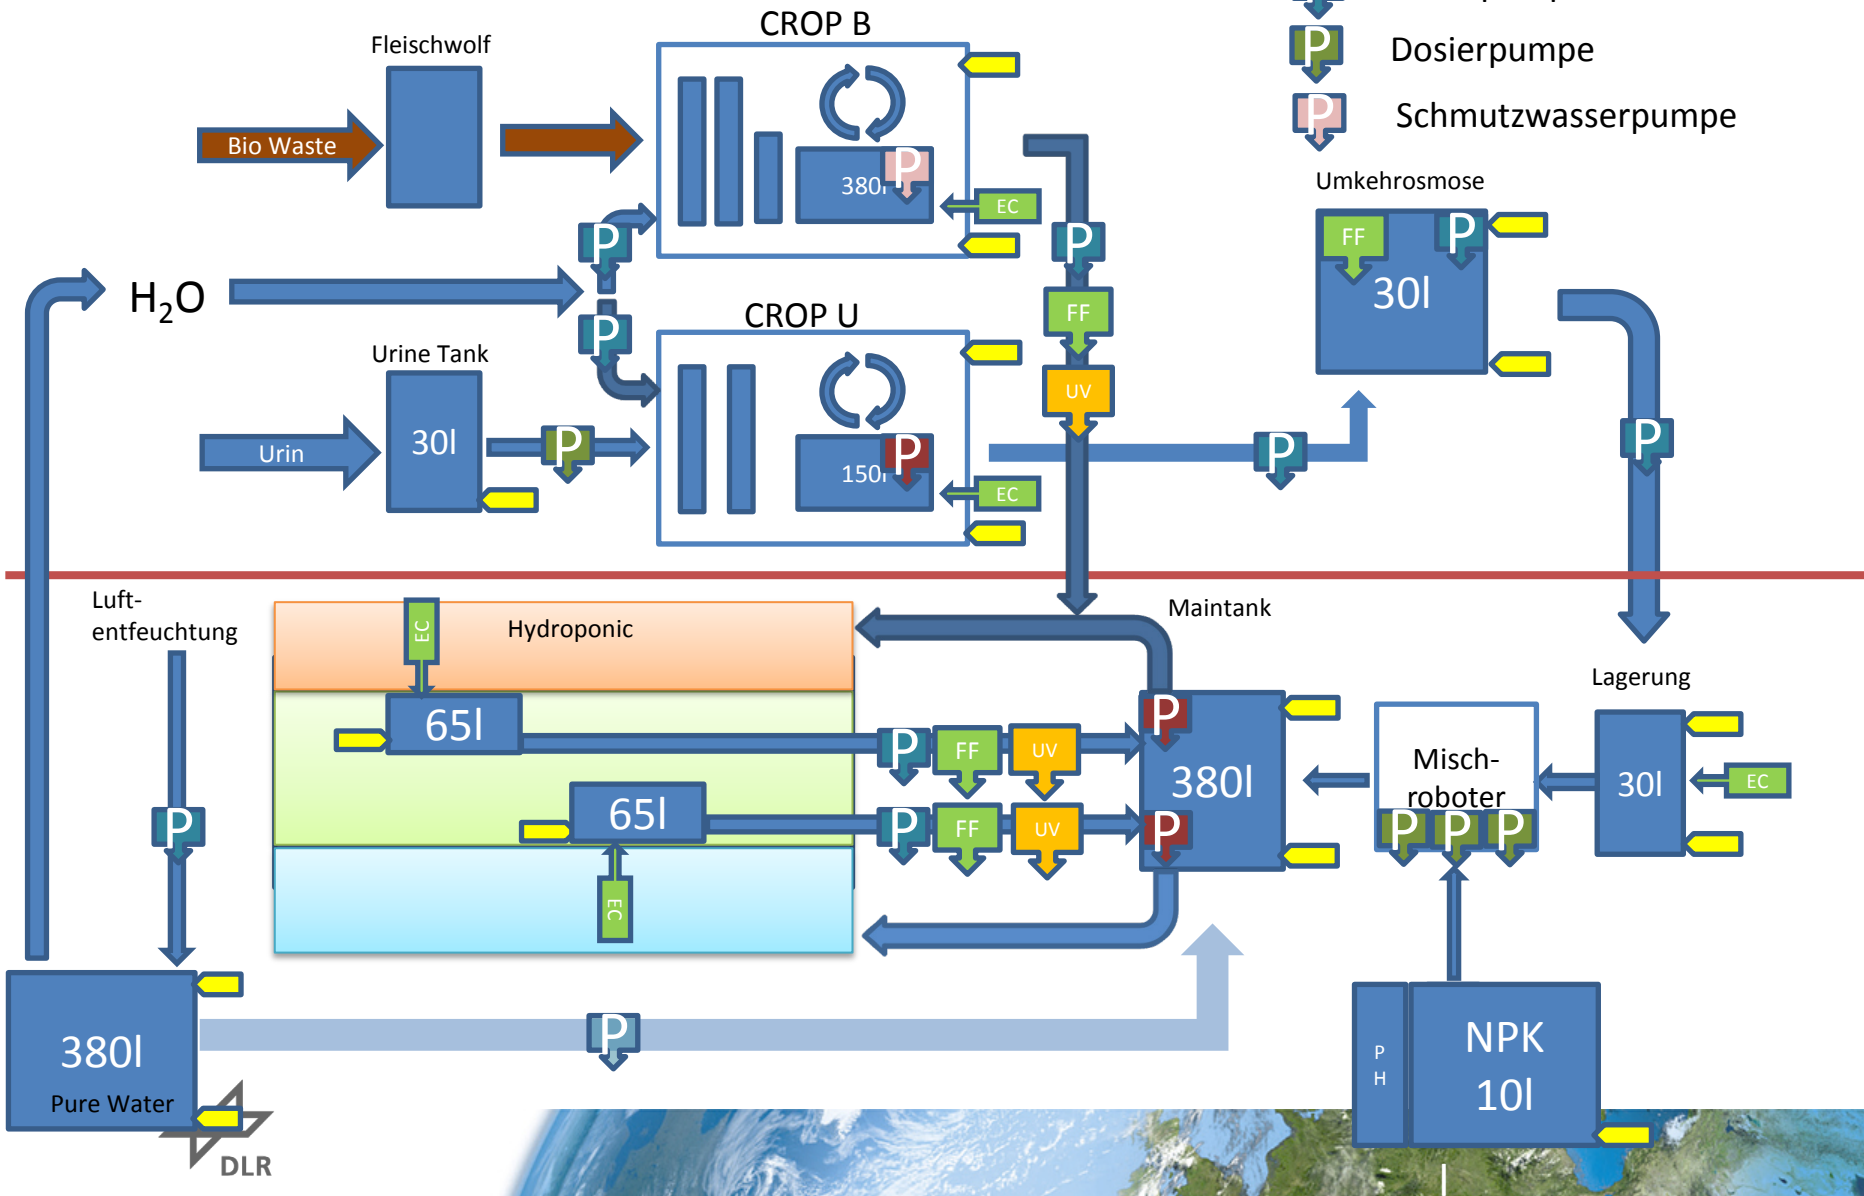 CROP B
Fleischwolf
P
Dosierpumpe
P
Schmutzwasserpumpe
Bio Waste
P
380l
EC
Umkehrosmose
FF
P
30l
P
P
H₂O
CROP U
FF
P
Urine Tank
UV
Urin
30l
P
P
150l
EC
P
P
Luft-
entfeuchtung
EC
Hydroponic
Maintank
Lagerung
65l
P
FF
UV
P
380l
Misch-
roboter
30l
EC
65l
P
FF
UV
P
P
P
P
P
EC
380l
Pure Water
P
P
H
NPK
10l
DLR